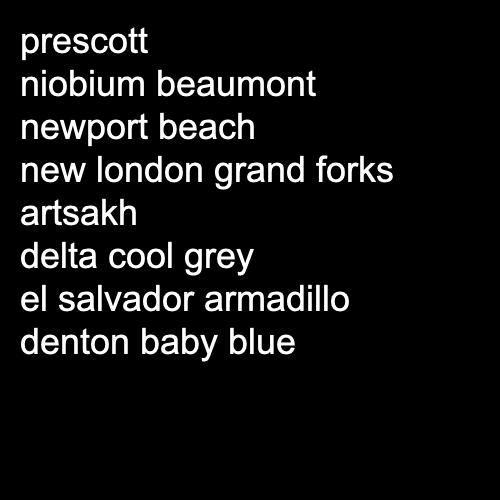 prescott
niobium beaumont
newport beach
new london grand forks
artsakh
delta cool grey
el salvador armadillo
denton baby blue